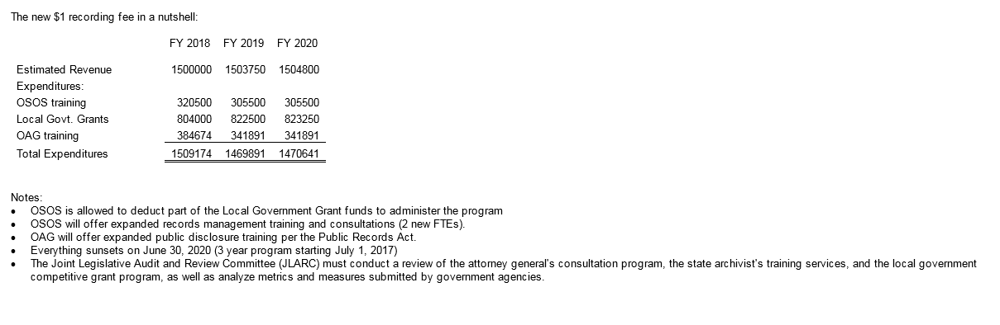 The new $1 recording fee in a nutshell:
FY 2018 FY 2019 FY 2020
Estimated Revenue 1500000 1503750 1504800
Expenditures:
OSOS training 320500 305500 305500
Local Govt. Grants 804000 822500 823250
OAG training 384674 341891 341891
Total Expenditures 1509174 1469891 1470641
Notes:
• OSOS is allowed to deduct part of the Local Government Grant funds to administer the program
• OSOS will offer expanded records management training and consultations (2 new FTEs).
• OAG will offer expanded public disclosure training per the Public Records Act.
• Everything sunsets on June 30, 2020 (3 year program starting July 1, 2017)
• The Joint Legislative Audit and Review Committee (JLARC) must conduct a review of the attorney general's consultation program, the state archivist's training services, and the local government
competitive grant program, as well as analyze metrics and measures submitted by government agencies.